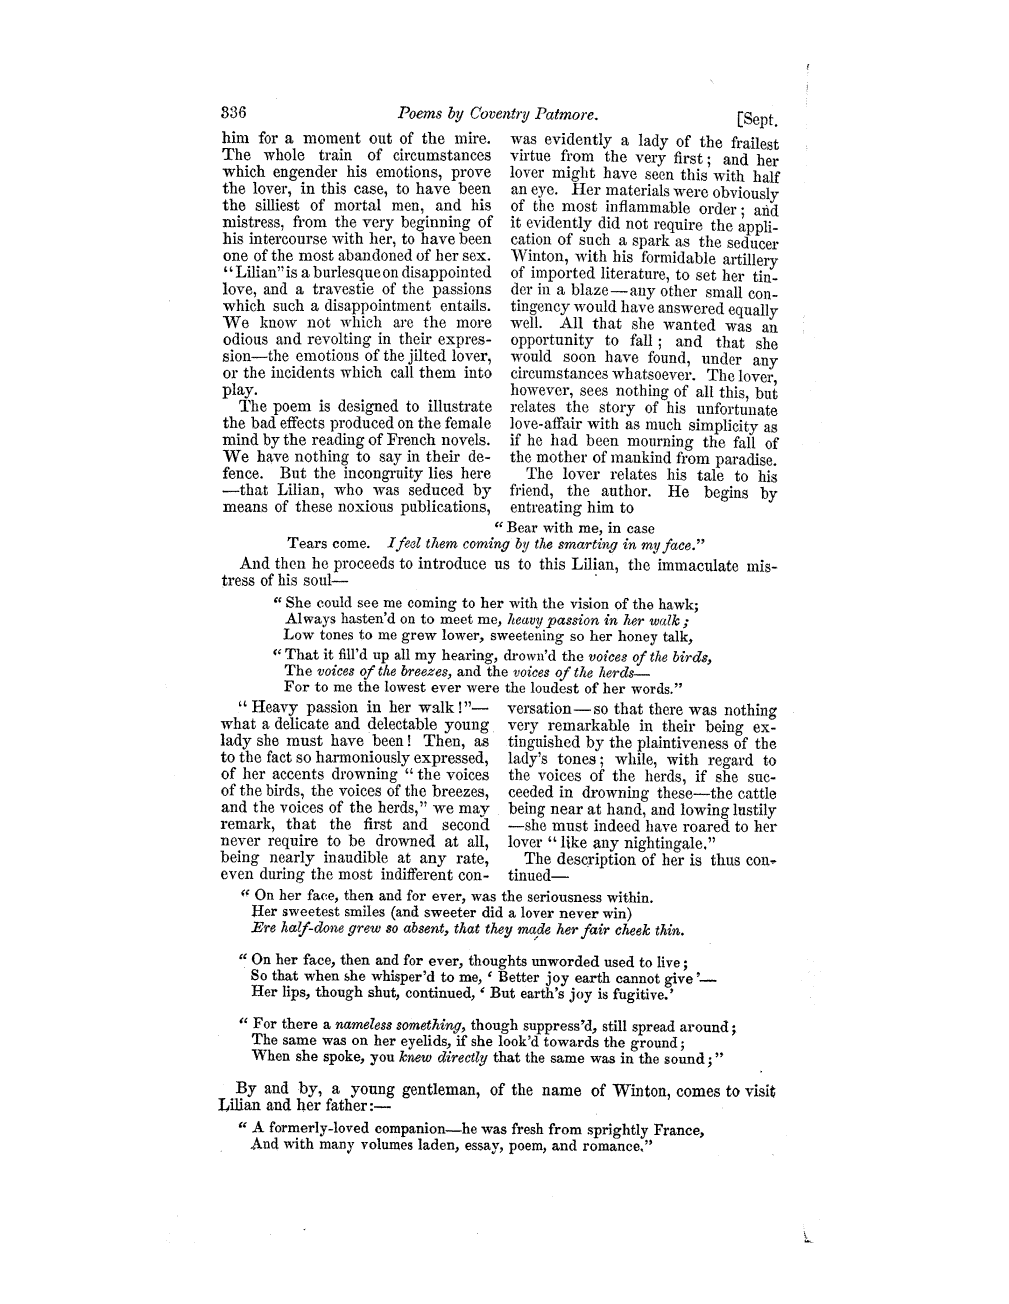 336
Poems by Coventry Patmore.
[Sept.
him for a moment out of the mire.
The whole train of circumstances
which engender his emotions, prove
the lover, in this case, to have been
the silliest of mortal men, and his
mistress, from the very beginning of
his intercourse with her, to have been
one of the most abandoned of her sex.
“Lilian” is a burlesque on disappointed
love, and a travestie of the passions
which such a disappointment entails.
We know not which are the more
odious and revolting in their expres-
sion—the emotions of the jilted lover,
or the incidents which call them into
play.
The poem is designed to illustrate
the bad effects produced on the female
mind by the reading of French novels.
We have nothing to say in their de-
fence. But the incongruity lies here
—that Lilian, who was seduced by
means of these noxious publications,
was evidently a lady of the frailest
virtue from the very first; and her
lover might have seen this with half
an eye. Her materials were obviously
of the most inflammable order; and
it evidently did not require the appli-
cation of such a spark as the seducer
Winton, with his formidable artillery
of imported literature, to set her tin-
der in a blaze—any other small con-
tingency would have answered equally
well. All that she wanted was an
opportunity to fall; and that she
would soon have found, under any
circumstances whatsoever. The lover,
however, sees nothing of all this, but
relates the story of his unfortunate
love-affair with as much simplicity as
if he had been mourning the fall of
the mother of mankind from paradise.
The lover relates his tale to his
friend, the author. He begins by
entreating him to
“Bear with me, in case
Tears come. I feel them coming by the smarting in my face.”
And then he proceeds to introduce us to this Lilian, the immaculate mis-
tress of his soul—
“She could see me coming to her with the vision of the hawk;
Always hasten'd on to meet me, heavy passion in her walk;
Low tones to me grew lower, sweetening so her honey talk,
“That it fill'd up all my hearing, drown'd the voices of the birds,
The voices of the breezes, and the voices of the herds—
For to me the lowest ever were the loudest of her words.”
“Heavy passion in her walk!”—
what a delicate and delectable young
lady she must have been! Then, as
to the fact so harmoniously expressed,
of her accents drowning “the voices
of the birds, the voices of the breezes,
and the voices of the herds,” we may
remark, that the first and second
never require to be drowned at all,
being nearly inaudible at any rate,
even during the most indifferent con-
versation—so that there was nothing
very remarkable in their being ex-
tinguished by the plaintiveness of the
lady's tones; while, with regard to
the voices of the herds, if she suc-
ceeded in drowning these—the cattle
being near at hand, and lowing lustily
—she must indeed have roared to her
lover “like any nightingale.”
The description of her is thus con-
tinued—
“On her face, then and for ever, was the seriousness within.
Her sweetest smiles (and sweeter did a lover never win)
Ere half-done grew so absent, that they made her fair cheek thin.
“On her face, then and for ever, thoughts unworded used to live;
So that when she whisper'd to me, ‘Better joy earth cannot give’—
Her lips, though shut, continued, ‘But earth's joy is fugitive.’
“For there a nameless something, though suppress'd, still spread around;
The same was on her eyelids, if she look'd towards the ground;
When she spoke, you knew directly that the same was in the sound;”
By and by, a young gentleman, of the name of Winton, comes to visit
Lilian and her father:—
“A formerly-loved companion—he was fresh from sprightly France,
And with many volumes laden, essay, poem, and romance.”